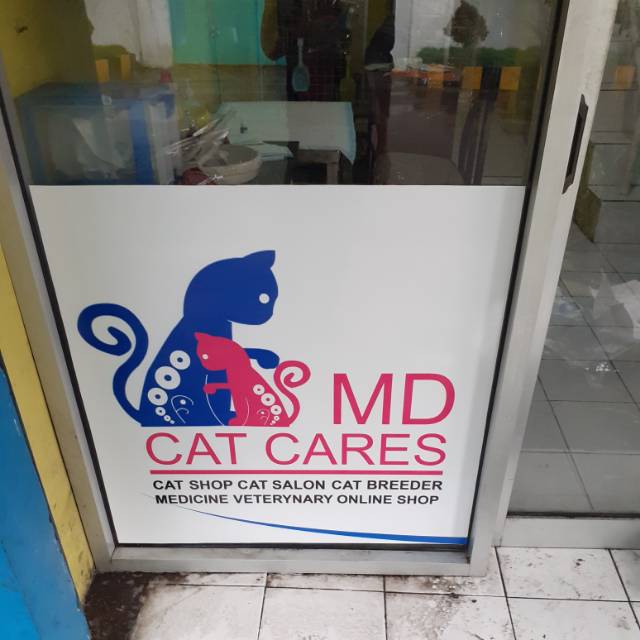 MD
CAT CARES
CAT SHOP CAT SALON CAT BREEDER
MEDICINE VETERYNARY ONLINE SHOP